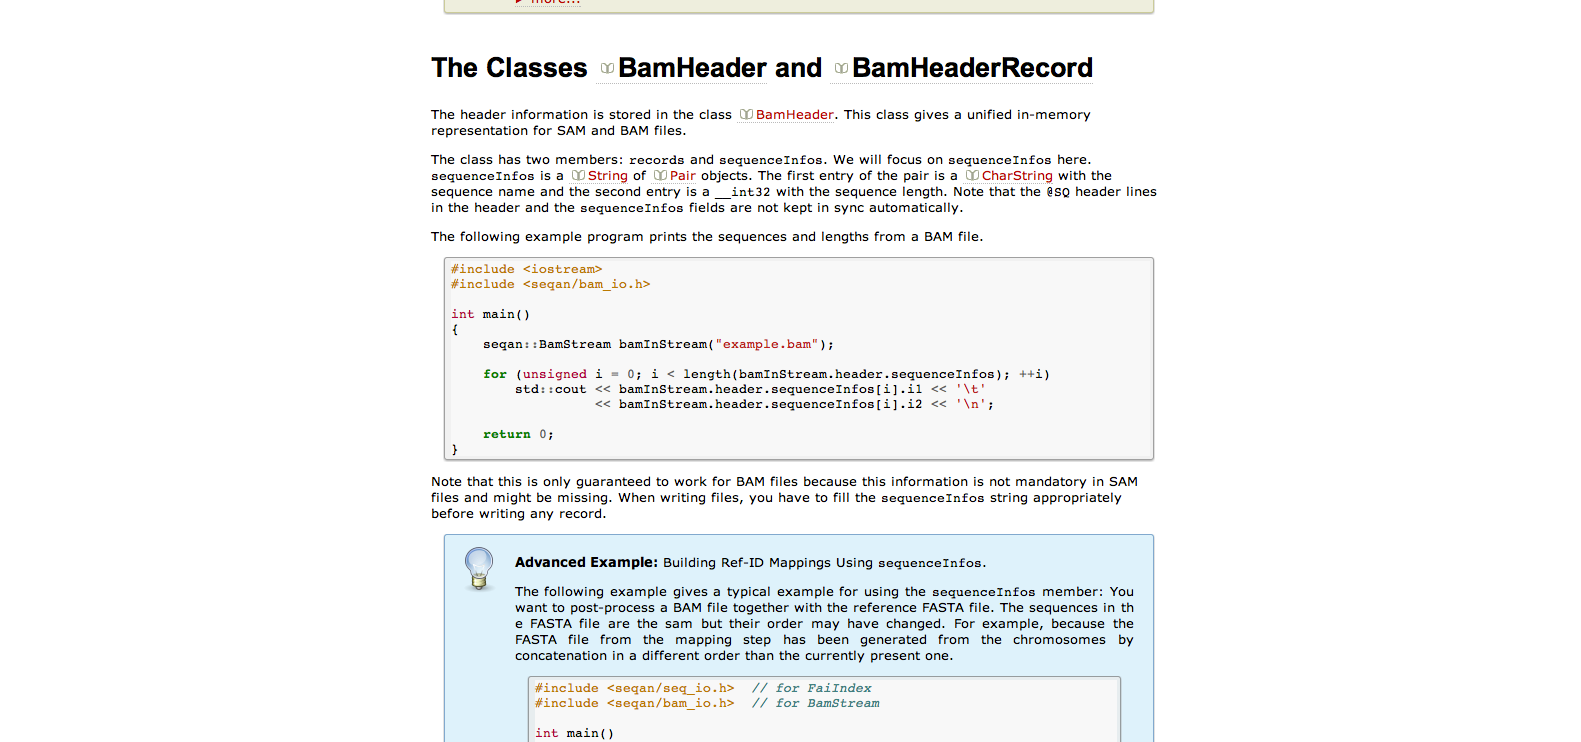 ▶ more...
The Classes BamHeader and BamHeaderRecord
The header information is stored in the class BamHeader. This class gives a unified in-memory
representation for SAM and BAM files.
The class has two members: records and sequenceInfos. We will focus on sequenceInfos here.
sequenceInfos is a String of Pair objects. The first entry of the pair is a CharString with the
sequence name and the second entry is a __int32 with the sequence length. Note that the @SQ header lines
in the header and the sequenceInfos fields are not kept in sync automatically.
The following example program prints the sequences and lengths from a BAM file.
#include <iostream>
#include <seqan/bam_io.h>
int main()
{
    seqan::BamStream bamInStream("example.bam");
    for (unsigned i = 0; i < length(bamInStream.header.sequenceInfos); ++i)
        std::cout << bamInStream.header.sequenceInfos[i].i1 << '\t'
                  << bamInStream.header.sequenceInfos[i].i2 << '\n';
    return 0;
}
Note that this is only guaranteed to work for BAM files because this information is not mandatory in SAM
files and might be missing. When writing files, you have to fill the sequenceInfos string appropriately
before writing any record.
Advanced Example: Building Ref-ID Mappings Using sequenceInfos.
The following example gives a typical example for using the sequenceInfos member: You
want to post-process a BAM file together with the reference FASTA file. The sequences in th
e FASTA file are the sam but their order may have changed. For example, because the
FASTA file from the mapping step has been generated from the chromosomes by
concatenation in a different order than the currently present one.
#include <seqan/seq_io.h>  // for FaiIndex
#include <seqan/bam_io.h>  // for BamStream
int main()